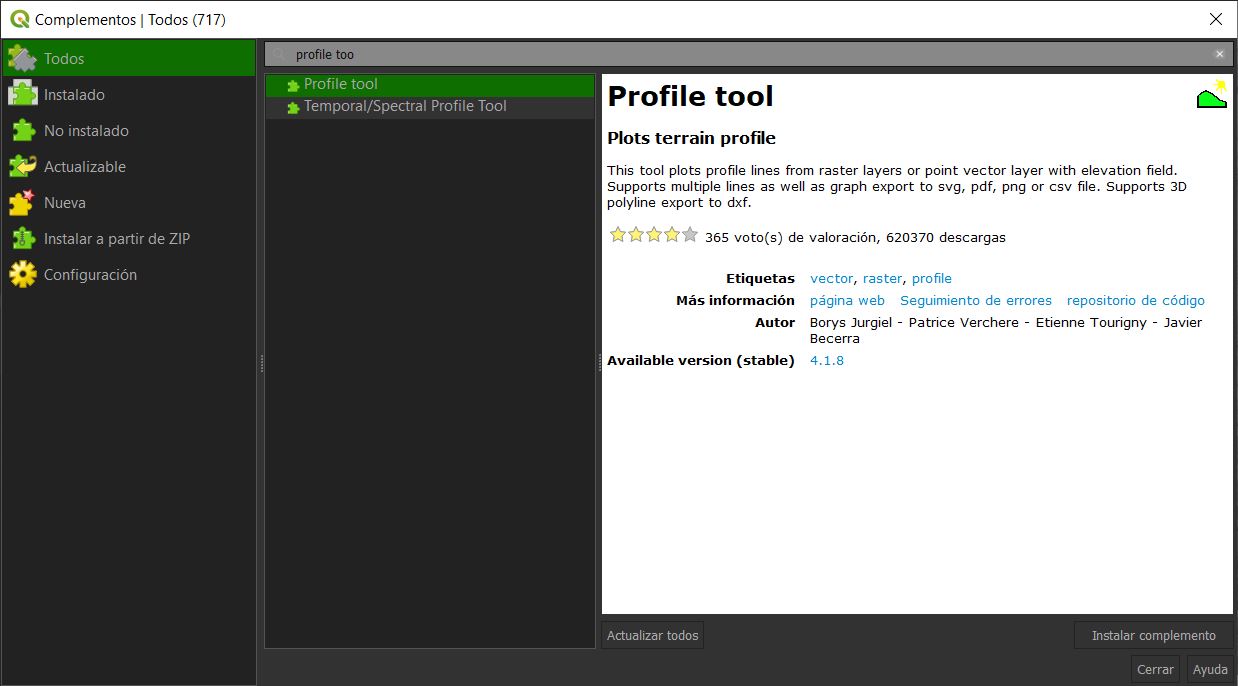 Complementos | Todos (717)
Todos
Instalado
No instalado
Actualizable
Nueva
Instalar a partir de ZIP
Configuración
profile too
Profile tool
Temporal/Spectral Profile Tool
Profile tool
Plots terrain profile
This tool plots profile lines from raster layers or point vector layer with elevation field.
Supports multiple lines as well as graph export to svg, pdf, png or csv file. Supports 3D
polyline export to dxf.
365 voto(s) de valoración, 620370 descargas
Etiquetas vector, raster, profile
Más información página web Seguimiento de errores repositorio de código
Autor Borys Jurgiel - Patrice Verchere - Etienne Tourigny - Javier
Becerra
Available version (stable) 4.1.8
Actualizar todos Instalar complemento
Cerrar Ayuda